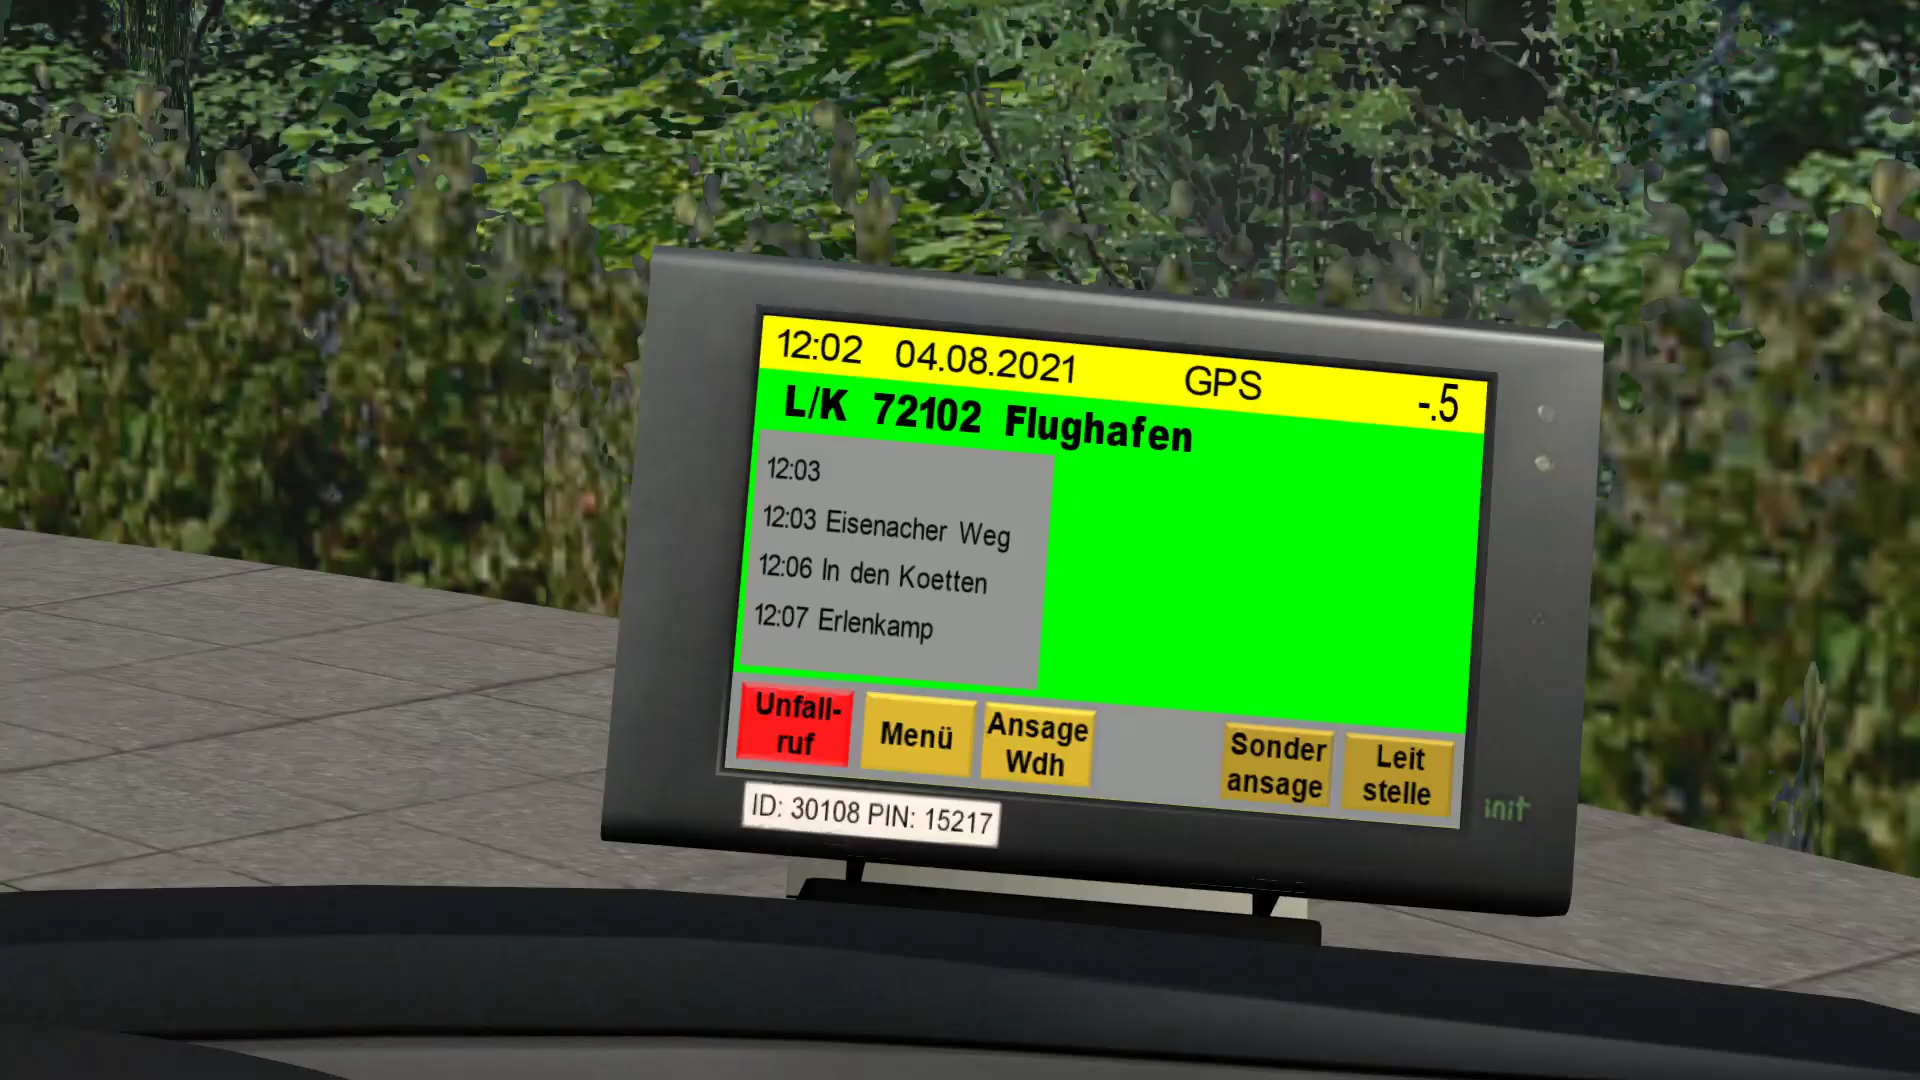 12:02 04.08.2021 GPS -.5
L/K 72102 Flughafen
12:03
12:03 Eisenacher Weg
12:06 In den Koetten
12:07 Erlenkamp
Unfall-
ruf
Menü
Ansage
Wdh
Sonder
ansage
Leit
stelle
init
ID: 30108 PIN: 15217